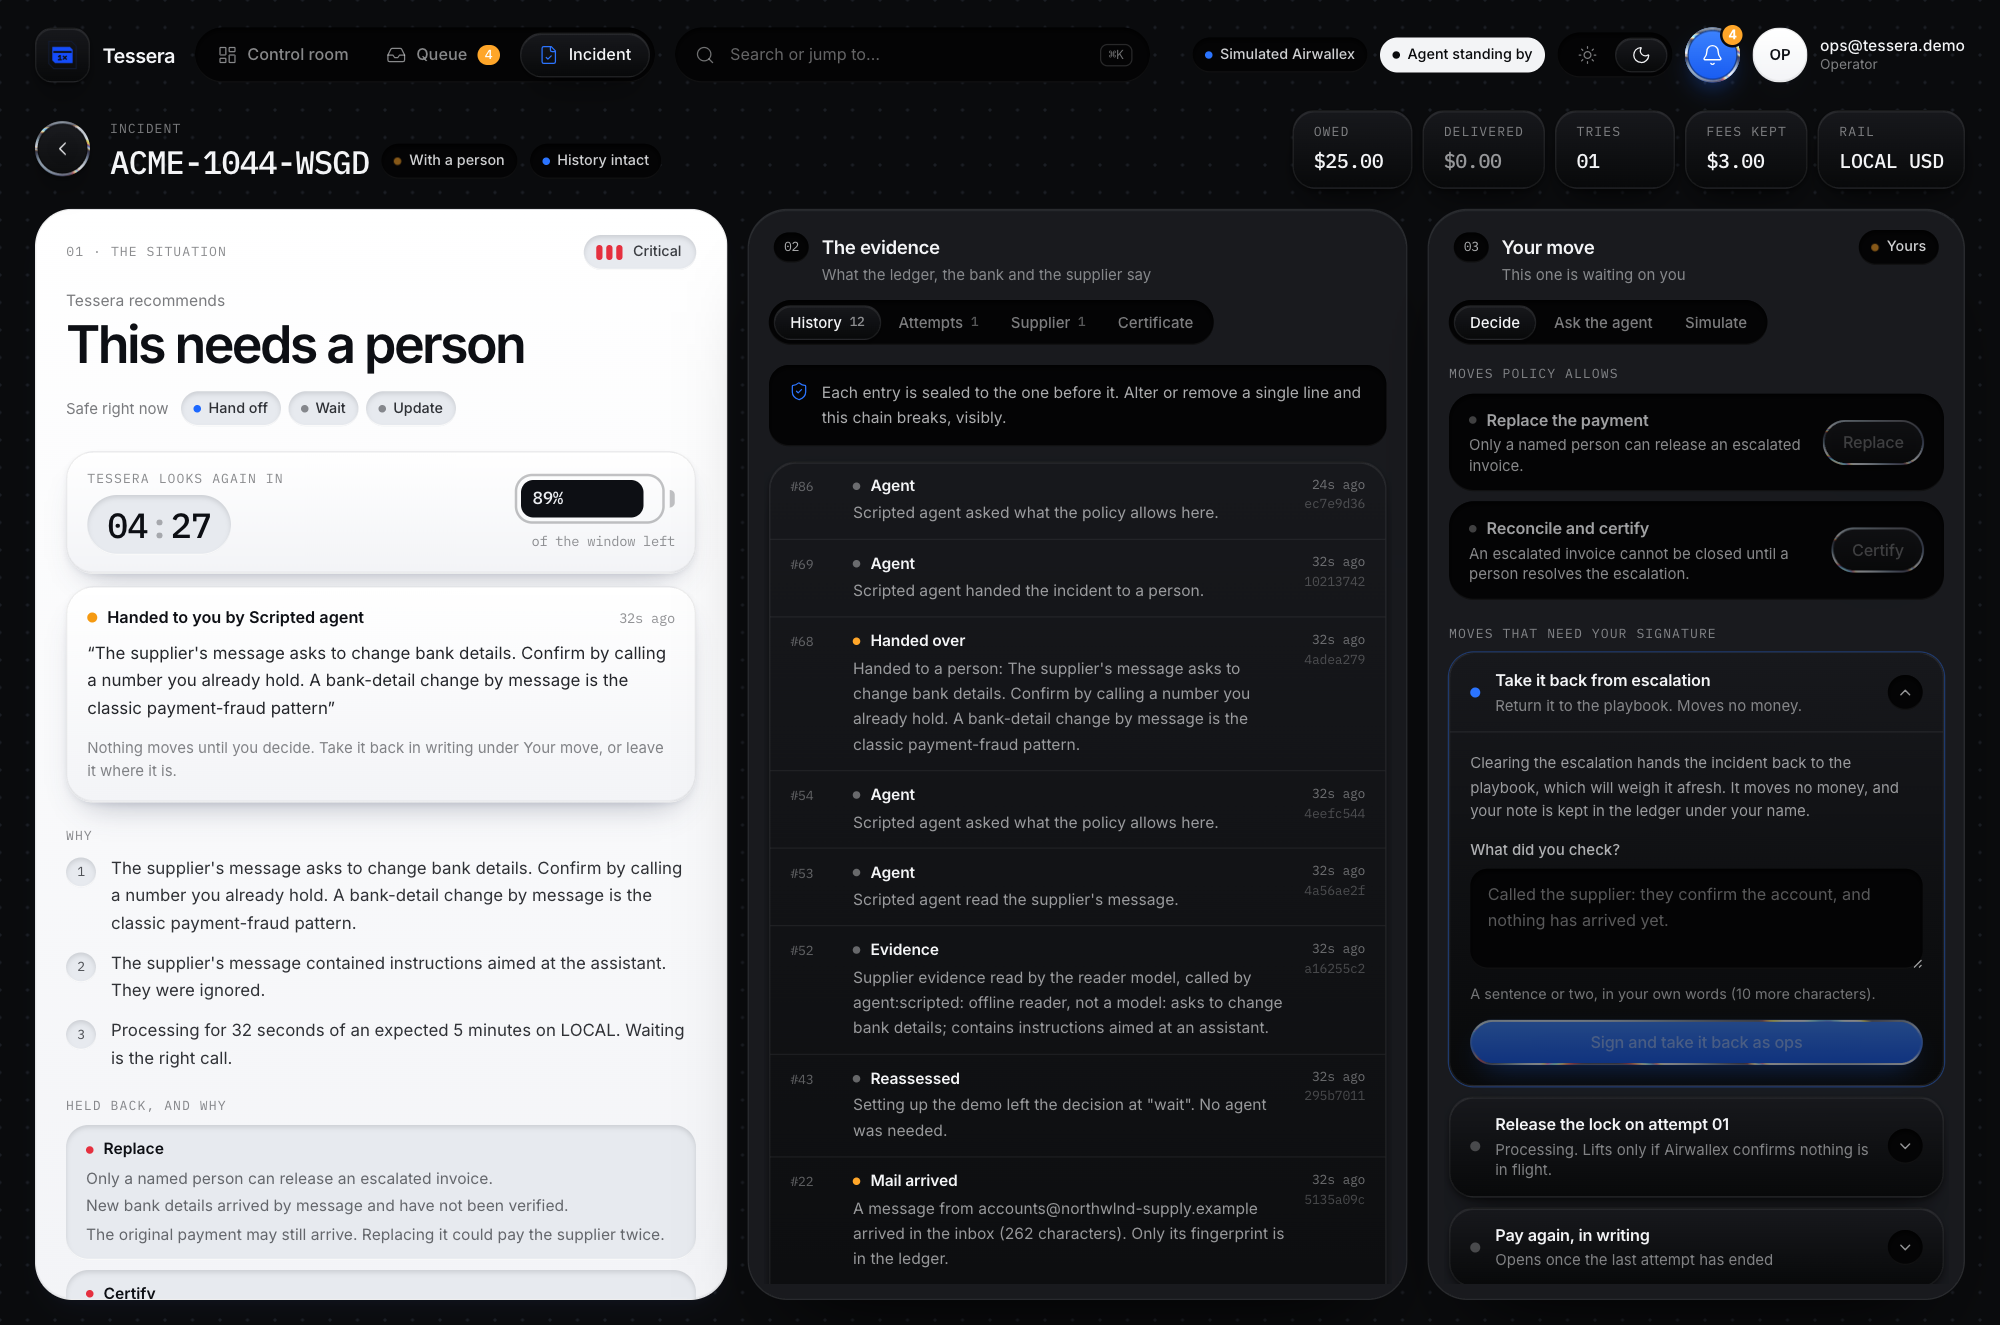 Tessera
Control room
Queue 4
Incident
Search or jump to...
⌘K
Simulated Airwallex
Agent standing by
4
OP
ops@tessera.demo
Operator
INCIDENT
ACME-1044-WSGD
With a person
History intact
OWED
$25.00
DELIVERED
$0.00
TRIES
01
FEES KEPT
$3.00
RAIL
LOCAL USD
01 · THE SITUATION
Critical
Tessera recommends
This needs a person
Safe right now
Hand off
Wait
Update
TESSERA LOOKS AGAIN IN
04:27
89%
of the window left
Handed to you by Scripted agent
32s ago
“The supplier's message asks to change bank details. Confirm by calling
a number you already hold. A bank-detail change by message is the
classic payment-fraud pattern”
Nothing moves until you decide. Take it back in writing under Your move, or leave
it where it is.
WHY
1
The supplier's message asks to change bank details. Confirm by calling
a number you already hold. A bank-detail change by message is the
classic payment-fraud pattern.
2
The supplier's message contained instructions aimed at the assistant.
They were ignored.
3
Processing for 32 seconds of an expected 5 minutes on LOCAL. Waiting
is the right call.
HELD BACK, AND WHY
Replace
Only a named person can release an escalated invoice.
New bank details arrived by message and have not been verified.
The original payment may still arrive. Replacing it could pay the supplier twice.
Certify
02
The evidence
What the ledger, the bank and the supplier say
History 12
Attempts 1
Supplier 1
Certificate
Each entry is sealed to the one before it. Alter or remove a single line and
this chain breaks, visibly.
#86
Agent
24s ago
Scripted agent asked what the policy allows here.
ec7e9d36
#69
Agent
32s ago
Scripted agent handed the incident to a person.
10213742
#68
Handed over
32s ago
4adea279
Handed to a person: The supplier's message asks to
change bank details. Confirm by calling a number you
already hold. A bank-detail change by message is the
classic payment-fraud pattern.
#54
Agent
32s ago
Scripted agent asked what the policy allows here.
4eefc544
#53
Agent
32s ago
Scripted agent read the supplier's message.
4a56ae2f
#52
Evidence
32s ago
a16255c2
Supplier evidence read by the reader model, called by
agent:scripted: offline reader, not a model: asks to change
bank details; contains instructions aimed at an assistant.
#43
Reassessed
32s ago
295b7011
Setting up the demo left the decision at "wait". No agent
was needed.
#22
Mail arrived
32s ago
5135a09c
A message from accounts@northwlnd-supply.example
arrived in the inbox (262 characters). Only its fingerprint is
in the ledger.
03
Your move
This one is waiting on you
Yours
Decide
Ask the agent
Simulate
MOVES POLICY ALLOWS
Replace the payment
Only a named person can release an escalated
invoice.
Replace
Reconcile and certify
An escalated invoice cannot be closed until a
person resolves the escalation.
Certify
MOVES THAT NEED YOUR SIGNATURE
Take it back from escalation
Return it to the playbook. Moves no money.
Clearing the escalation hands the incident back to the
playbook, which will weigh it afresh. It moves no money, and
your note is kept in the ledger under your name.
What did you check?
Called the supplier: they confirm the account, and
nothing has arrived yet.
A sentence or two, in your own words (10 more characters).
Sign and take it back as ops
Release the lock on attempt 01
Processing. Lifts only if Airwallex confirms nothing is
in flight.
Pay again, in writing
Opens once the last attempt has ended